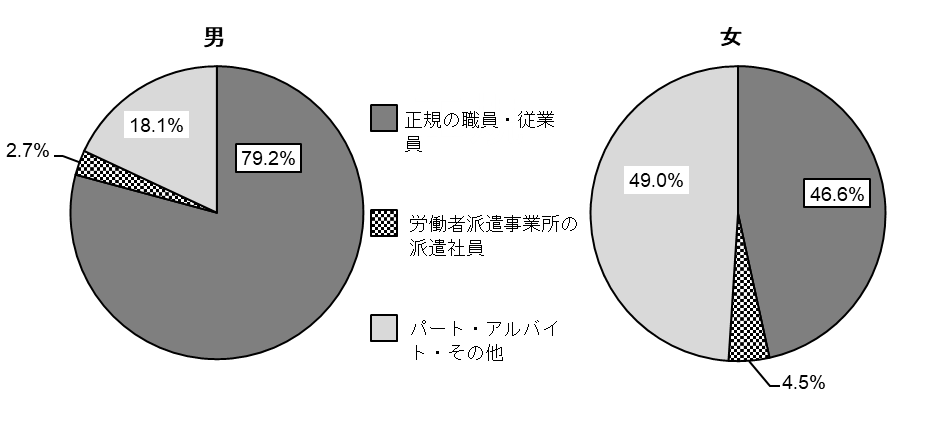 男
18.1%
79.2%
2.7%
正規の職員・従業
員
労働者派遣事業所の
派遣社員
パート・アルバイ
ト・その他
女
49.0%
46.6%
4.5%